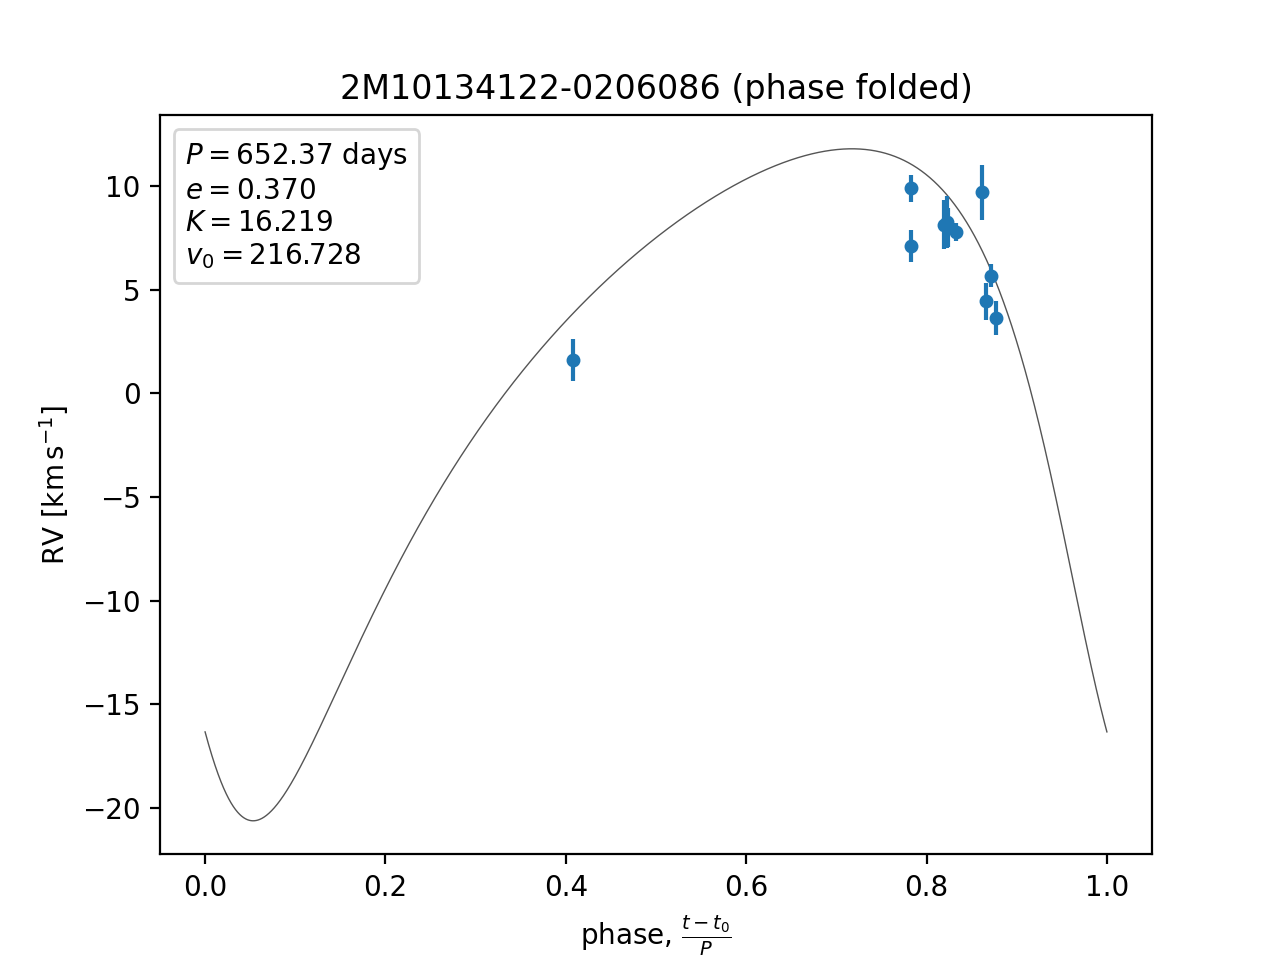 2M10134122-0206086 (phase folded)
P = 652.37 days
e = 0.370
K = 16.219
v₀ = 216.728
10
5
0
−5
−10
−15
−20
RV [km s⁻¹]
0.0 0.2 0.4 0.6 0.8 1.0
phase, (t − t₀)/P